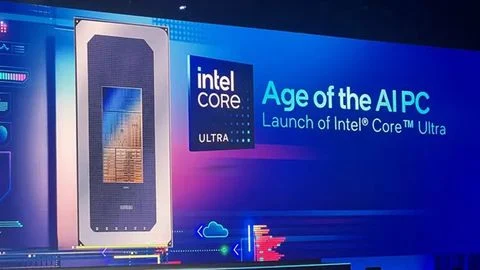 intel
CORE
ULTRA
Age of the AI PC
Launch of Intel® Core™ Ultra